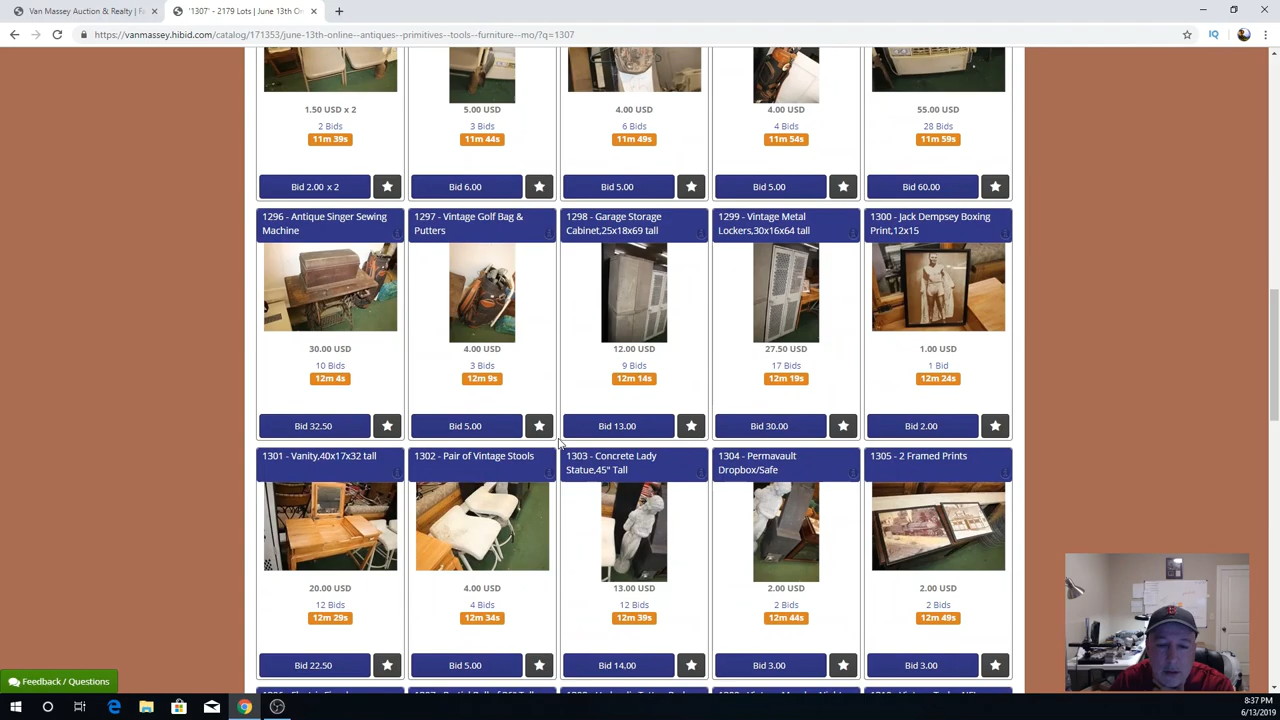 Van Massey Auction & Realty | Fa
'1307' - 2179 Lots | June 13th On
https://vanmassey.hibid.com/catalog/171353/june-13th-online--antiques--primitives--tools--furniture--mo/?q=1307
1.50 USD x 2
5.00 USD
4.00 USD
4.00 USD
55.00 USD
2 Bids
3 Bids
6 Bids
4 Bids
28 Bids
11m 39s
11m 44s
11m 49s
11m 54s
11m 59s
Bid 2.00 x 2
Bid 6.00
Bid 5.00
Bid 5.00
Bid 60.00
1296 - Antique Singer Sewing
Machine
1297 - Vintage Golf Bag &
Putters
1298 - Garage Storage
Cabinet,25x18x69 tall
1299 - Vintage Metal
Lockers,30x16x64 tall
1300 - Jack Dempsey Boxing
Print,12x15
30.00 USD
4.00 USD
12.00 USD
27.50 USD
1.00 USD
10 Bids
3 Bids
9 Bids
17 Bids
1 Bid
12m 4s
12m 9s
12m 14s
12m 19s
12m 24s
Bid 32.50
Bid 5.00
Bid 13.00
Bid 30.00
Bid 2.00
1301 - Vanity,40x17x32 tall
1302 - Pair of Vintage Stools
1303 - Concrete Lady
Statue,45" Tall
1304 - Permavault
Dropbox/Safe
1305 - 2 Framed Prints
20.00 USD
4.00 USD
13.00 USD
2.00 USD
2.00 USD
12 Bids
4 Bids
12 Bids
2 Bids
2 Bids
12m 29s
12m 34s
12m 39s
12m 44s
12m 49s
Bid 22.50
Bid 5.00
Bid 14.00
Bid 3.00
Bid 3.00
Feedback / Questions
8:37 PM
6/13/2019